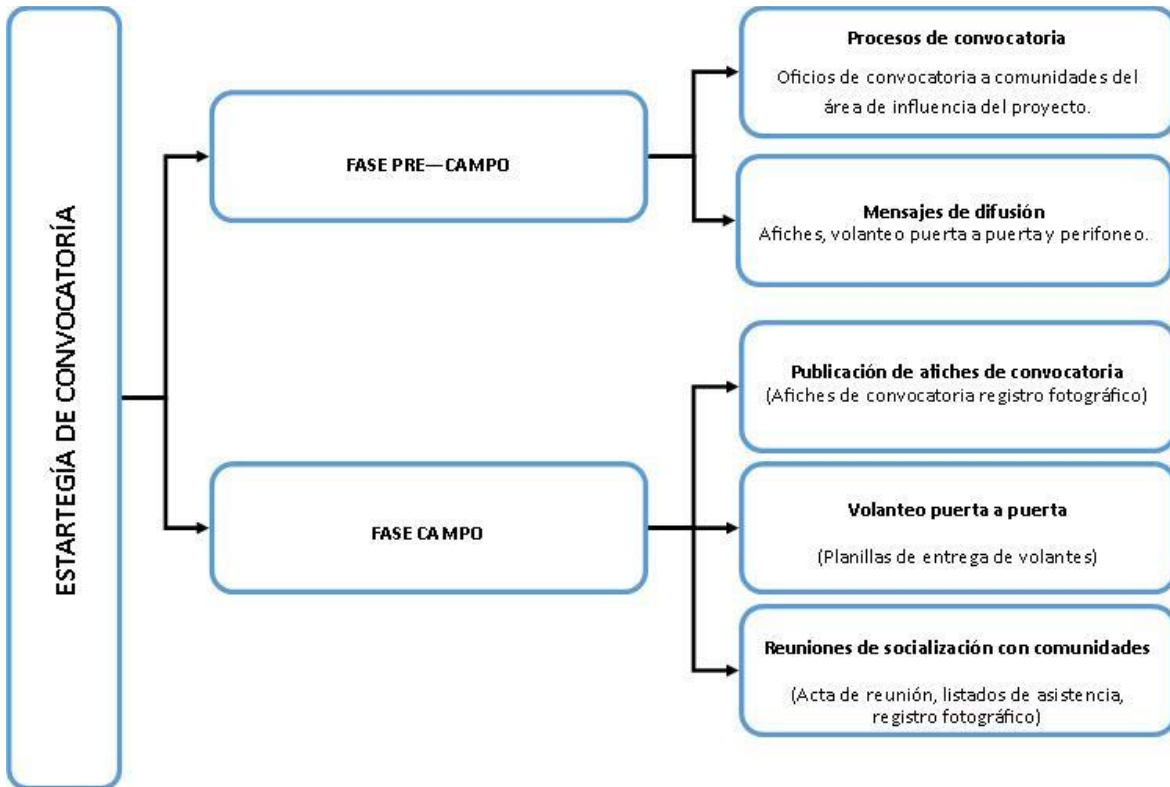 ESTARTEGÍA DE CONVOCATORÍA
FASE PRE—CAMPO
Procesos de convocatoria
Oficios de convocatoria a comunidades del
área de influencia del proyecto.
Mensajes de difusión
Afiches, volanteo puerta a puerta y perifoneo.
FASE CAMPO
Publicación de afiches de convocatoria
(Afiches de convocatoria registro fotográfico)
Volanteo puerta a puerta
(Planillas de entrega de volantes)
Reuniones de socialización con comunidades
(Acta de reunión, listados de asistencia,
registro fotográfico)